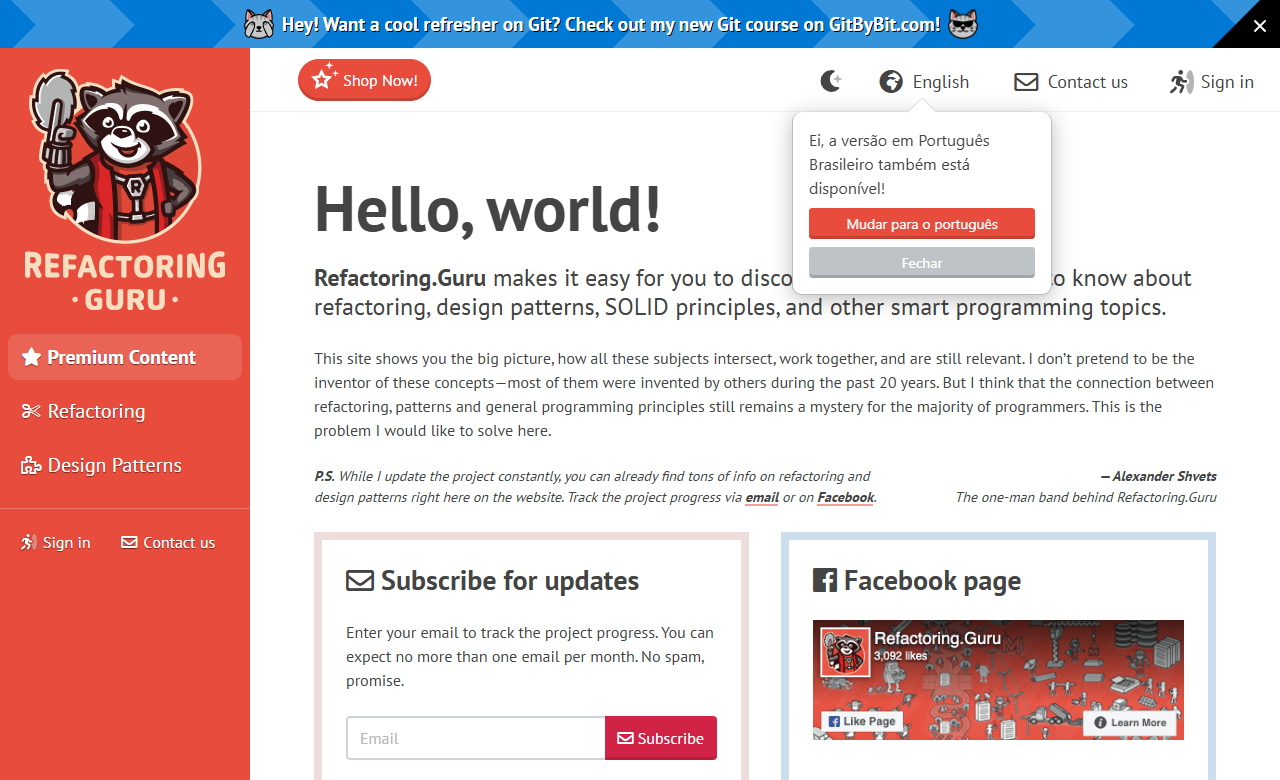 Hey! Want a cool refresher on Git? Check out my new Git course on GitByBit.com!
REFACTORING
· GURU ·
Premium Content
Refactoring
Design Patterns
Sign in
Contact us
Shop Now!
English
Contact us
Sign in
Ei, a versão em Português
Brasileiro também está
disponível!
Mudar para o português
Fechar
Hello, world!
Refactoring.Guru makes it easy for you to disco
o know about
refactoring, design patterns, SOLID principles, and other smart programming topics.
This site shows you the big picture, how all these subjects intersect, work together, and are still relevant. I don’t pretend to be the
inventor of these concepts—most of them were invented by others during the past 20 years. But I think that the connection between
refactoring, patterns and general programming principles still remains a mystery for the majority of programmers. This is the
problem I would like to solve here.
P.S. While I update the project constantly, you can already find tons of info on refactoring and
design patterns right here on the website. Track the project progress via email or on Facebook.
— Alexander Shvets
The one-man band behind Refactoring.Guru
Subscribe for updates
Enter your email to track the project progress. You can
expect no more than one email per month. No spam,
promise.
Email
Subscribe
Facebook page
Refactoring.Guru
3,092 likes
Like Page
Learn More